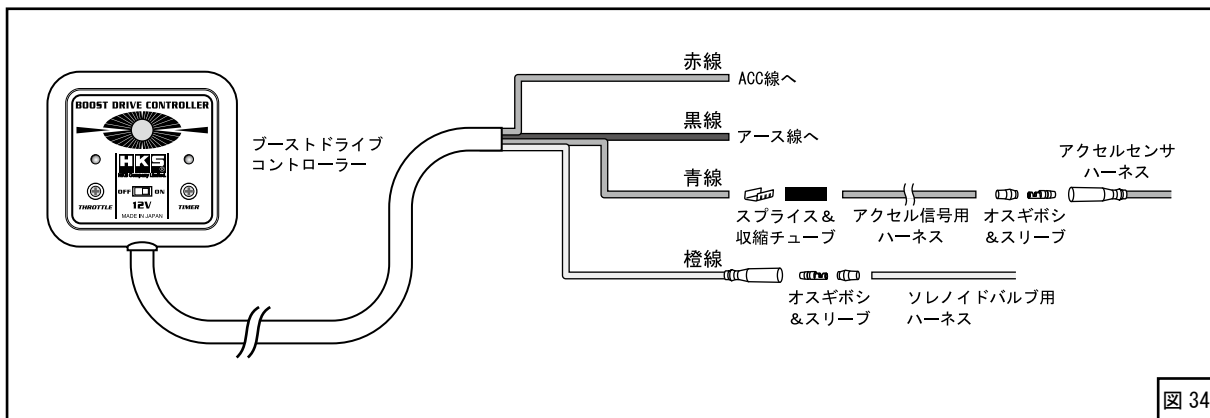 BOOST DRIVE CONTROLLER
HKS
OFF ON
THROTTLE
12V
TIMER
MADE IN JAPAN
ブーストドライブ
コントローラー
赤線
ACC線へ
黒線
アース線へ
青線
スプライス&
収縮チューブ
アクセル信号用
ハーネス
オスギボシ
&スリーブ
アクセルセンサ
ハーネス
橙線
オスギボシ
&スリーブ
ソレノイドバルブ用
ハーネス
図 34